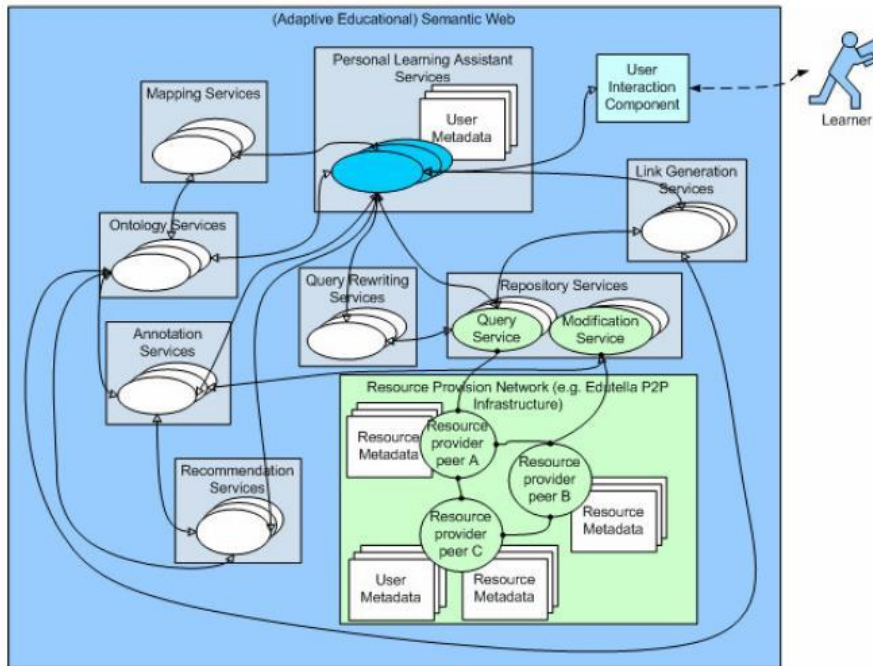 (Adaptive Educational) Semantic Web
Personal Learning Assistant
Services
User
Metadata
User
Interaction
Component
Learner
Mapping Services
Link Generation
Services
Ontology Services
Query Rewriting
Services
Repository Services
Query
Service
Modification
Service
Annotation
Services
Resource Provision Network (e.g. Edutella P2P
Infrastructure)
Resource
Metadata
Resource
provider
peer A
Resource
provider
peer B
Resource
Metadata
Recommendation
Services
Resource
provider
peer C
User
Metadata
Resource
Metadata